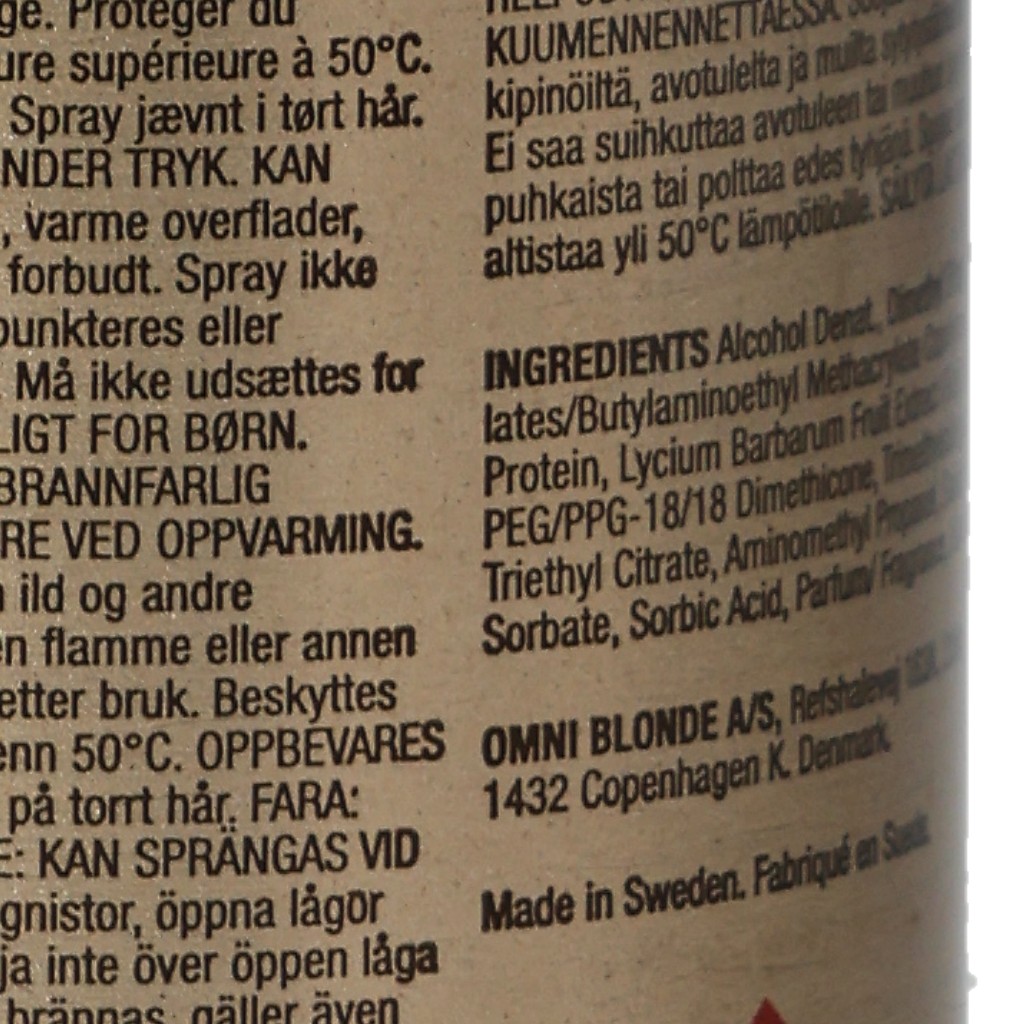 ge. Protéger du
ure supérieure à 50°C.
Spray jævnt i tørt hår.
NDER TRYK. KAN
, varme overflader,
forbudt. Spray ikke
punkteres eller
Må ikke udsættes for
LIGT FOR BØRN.
BRANNFARLIG
RE VED OPPVARMING.
ild og andre
en flamme eller annen
etter bruk. Beskyttes
enn 50°C. OPPBEVARES
på torrt hår. FARA:
E: KAN SPRÄNGAS VID
gnistor, öppna lågor
ja inte över öppen låga
brännas, gäller även
KUUMENNENNETTAESSA.
kipinöiltä, avotulelta ja muilta
Ei saa suihkuttaa avotuleen tai
puhkaista tai polttaa edes tyhjänä.
altistaa yli 50°C lämpötiloille.
INGREDIENTS Alcohol Denat.,
lates/Butylaminoethyl Methacrylate
Protein, Lycium Barbarum Fruit
PEG/PPG-18/18 Dimethicone,
Triethyl Citrate, Aminomethyl
Sorbate, Sorbic Acid, Parfum/
OMNI BLONDE A/S, Refshalevej
1432 Copenhagen K. Denmark.
Made in Sweden. Fabriqué en Suède.